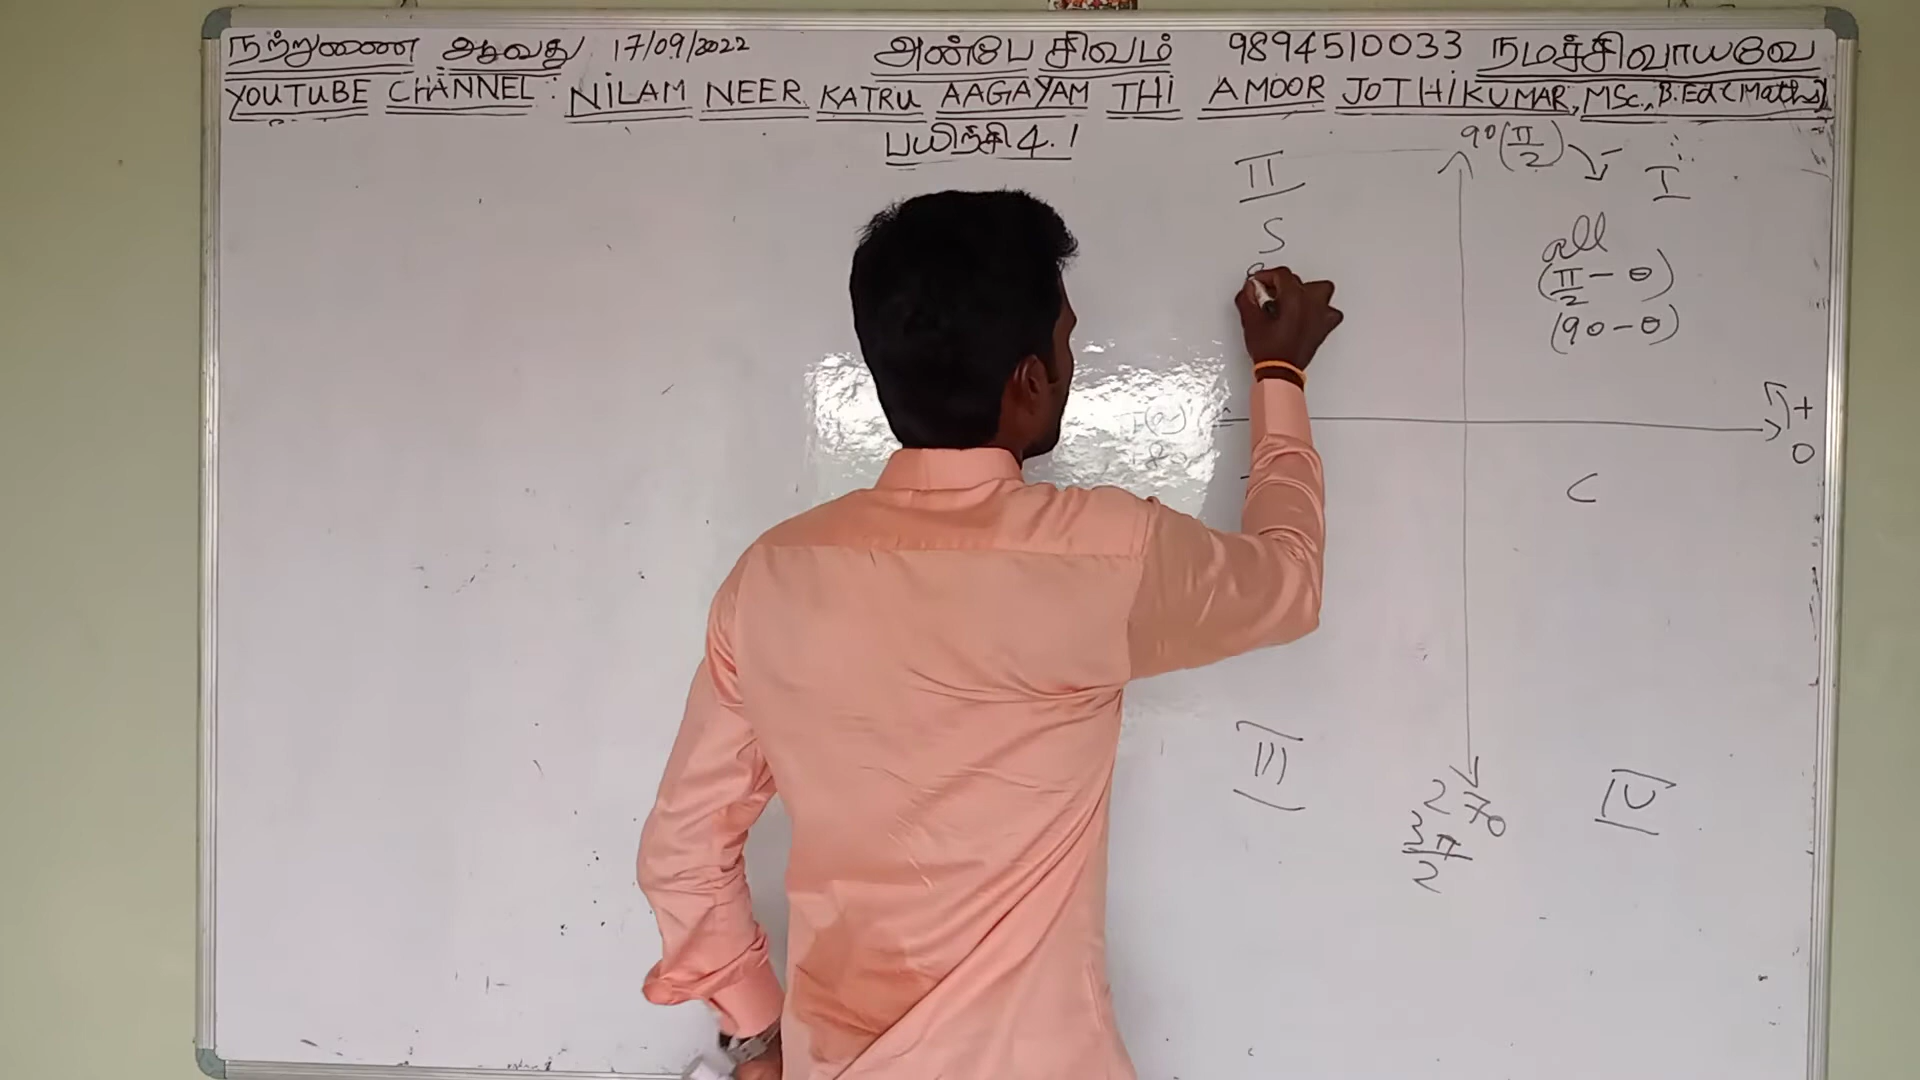 நற்றுணை ஆவது 17/09/2022 அன்பே சிவம் 9894510033 நமச்சிவாயவே
YOUTUBE CHANNEL : NILAM NEER KATRU AAGAYAM THI AMOOR JOTHIKUMAR, MSc., B.Ed (Maths)
பயிற்சி 4.1
90 (π/2)
II
I
S
all
(π/2 - θ)
(90 - θ)
+
0
180
C
III
IV
270
3π/2